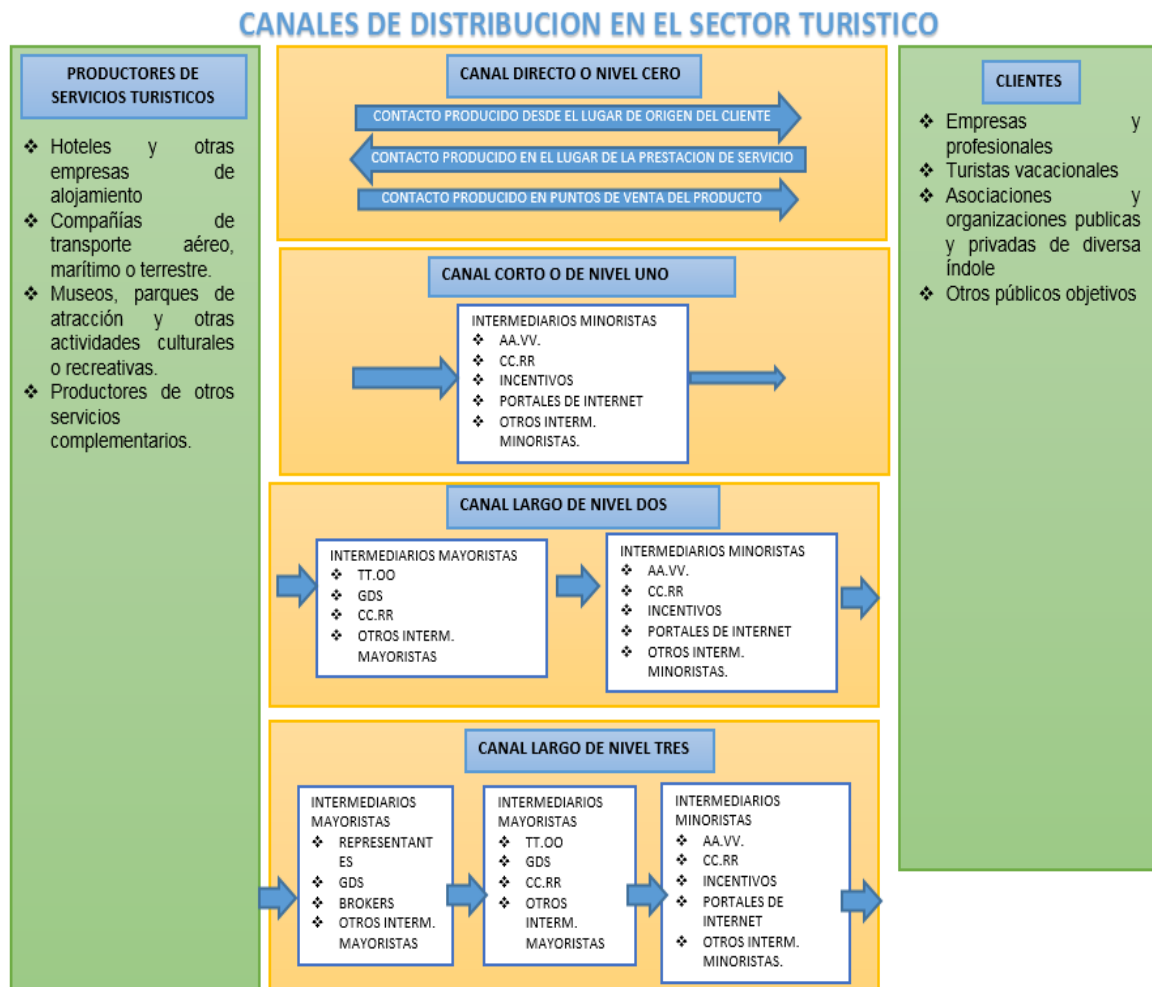 CANALES DE DISTRIBUCION EN EL SECTOR TURISTICO
PRODUCTORES DE
SERVICIOS TURISTICOS
❖ Hoteles y otras
empresas de
alojamiento
❖ Compañías de
transporte aéreo,
marítimo o terrestre.
❖ Museos, parques de
atracción y otras
actividades culturales
o recreativas.
❖ Productores de otros
servicios
complementarios.
CANAL DIRECTO O NIVEL CERO
CONTACTO PRODUCIDO DESDE EL LUGAR DE ORIGEN DEL CLIENTE
CONTACTO PRODUCIDO EN EL LUGAR DE LA PRESTACION DE SERVICIO
CONTACTO PRODUCIDO EN PUNTOS DE VENTA DEL PRODUCTO
CANAL CORTO O DE NIVEL UNO
INTERMEDIARIOS MINORISTAS
❖ AA.VV.
❖ CC.RR
❖ INCENTIVOS
❖ PORTALES DE INTERNET
❖ OTROS INTERM.
MINORISTAS.
CANAL LARGO DE NIVEL DOS
INTERMEDIARIOS MAYORISTAS
❖ TT.OO
❖ GDS
❖ CC.RR
❖ OTROS INTERM.
MAYORISTAS
INTERMEDIARIOS MINORISTAS
❖ AA.VV.
❖ CC.RR
❖ INCENTIVOS
❖ PORTALES DE INTERNET
❖ OTROS INTERM.
MINORISTAS.
CANAL LARGO DE NIVEL TRES
INTERMEDIARIOS
MAYORISTAS
❖ REPRESENTANT
ES
❖ GDS
❖ BROKERS
❖ OTROS INTERM.
MAYORISTAS
INTERMEDIARIOS
MAYORISTAS
❖ TT.OO
❖ GDS
❖ CC.RR
❖ OTROS
INTERM.
MAYORISTAS
INTERMEDIARIOS
MINORISTAS
❖ AA.VV.
❖ CC.RR
❖ INCENTIVOS
❖ PORTALES DE
INTERNET
❖ OTROS INTERM.
MINORISTAS.
CLIENTES
❖ Empresas y
profesionales
❖ Turistas vacacionales
❖ Asociaciones y
organizaciones publicas
y privadas de diversa
índole
❖ Otros públicos objetivos